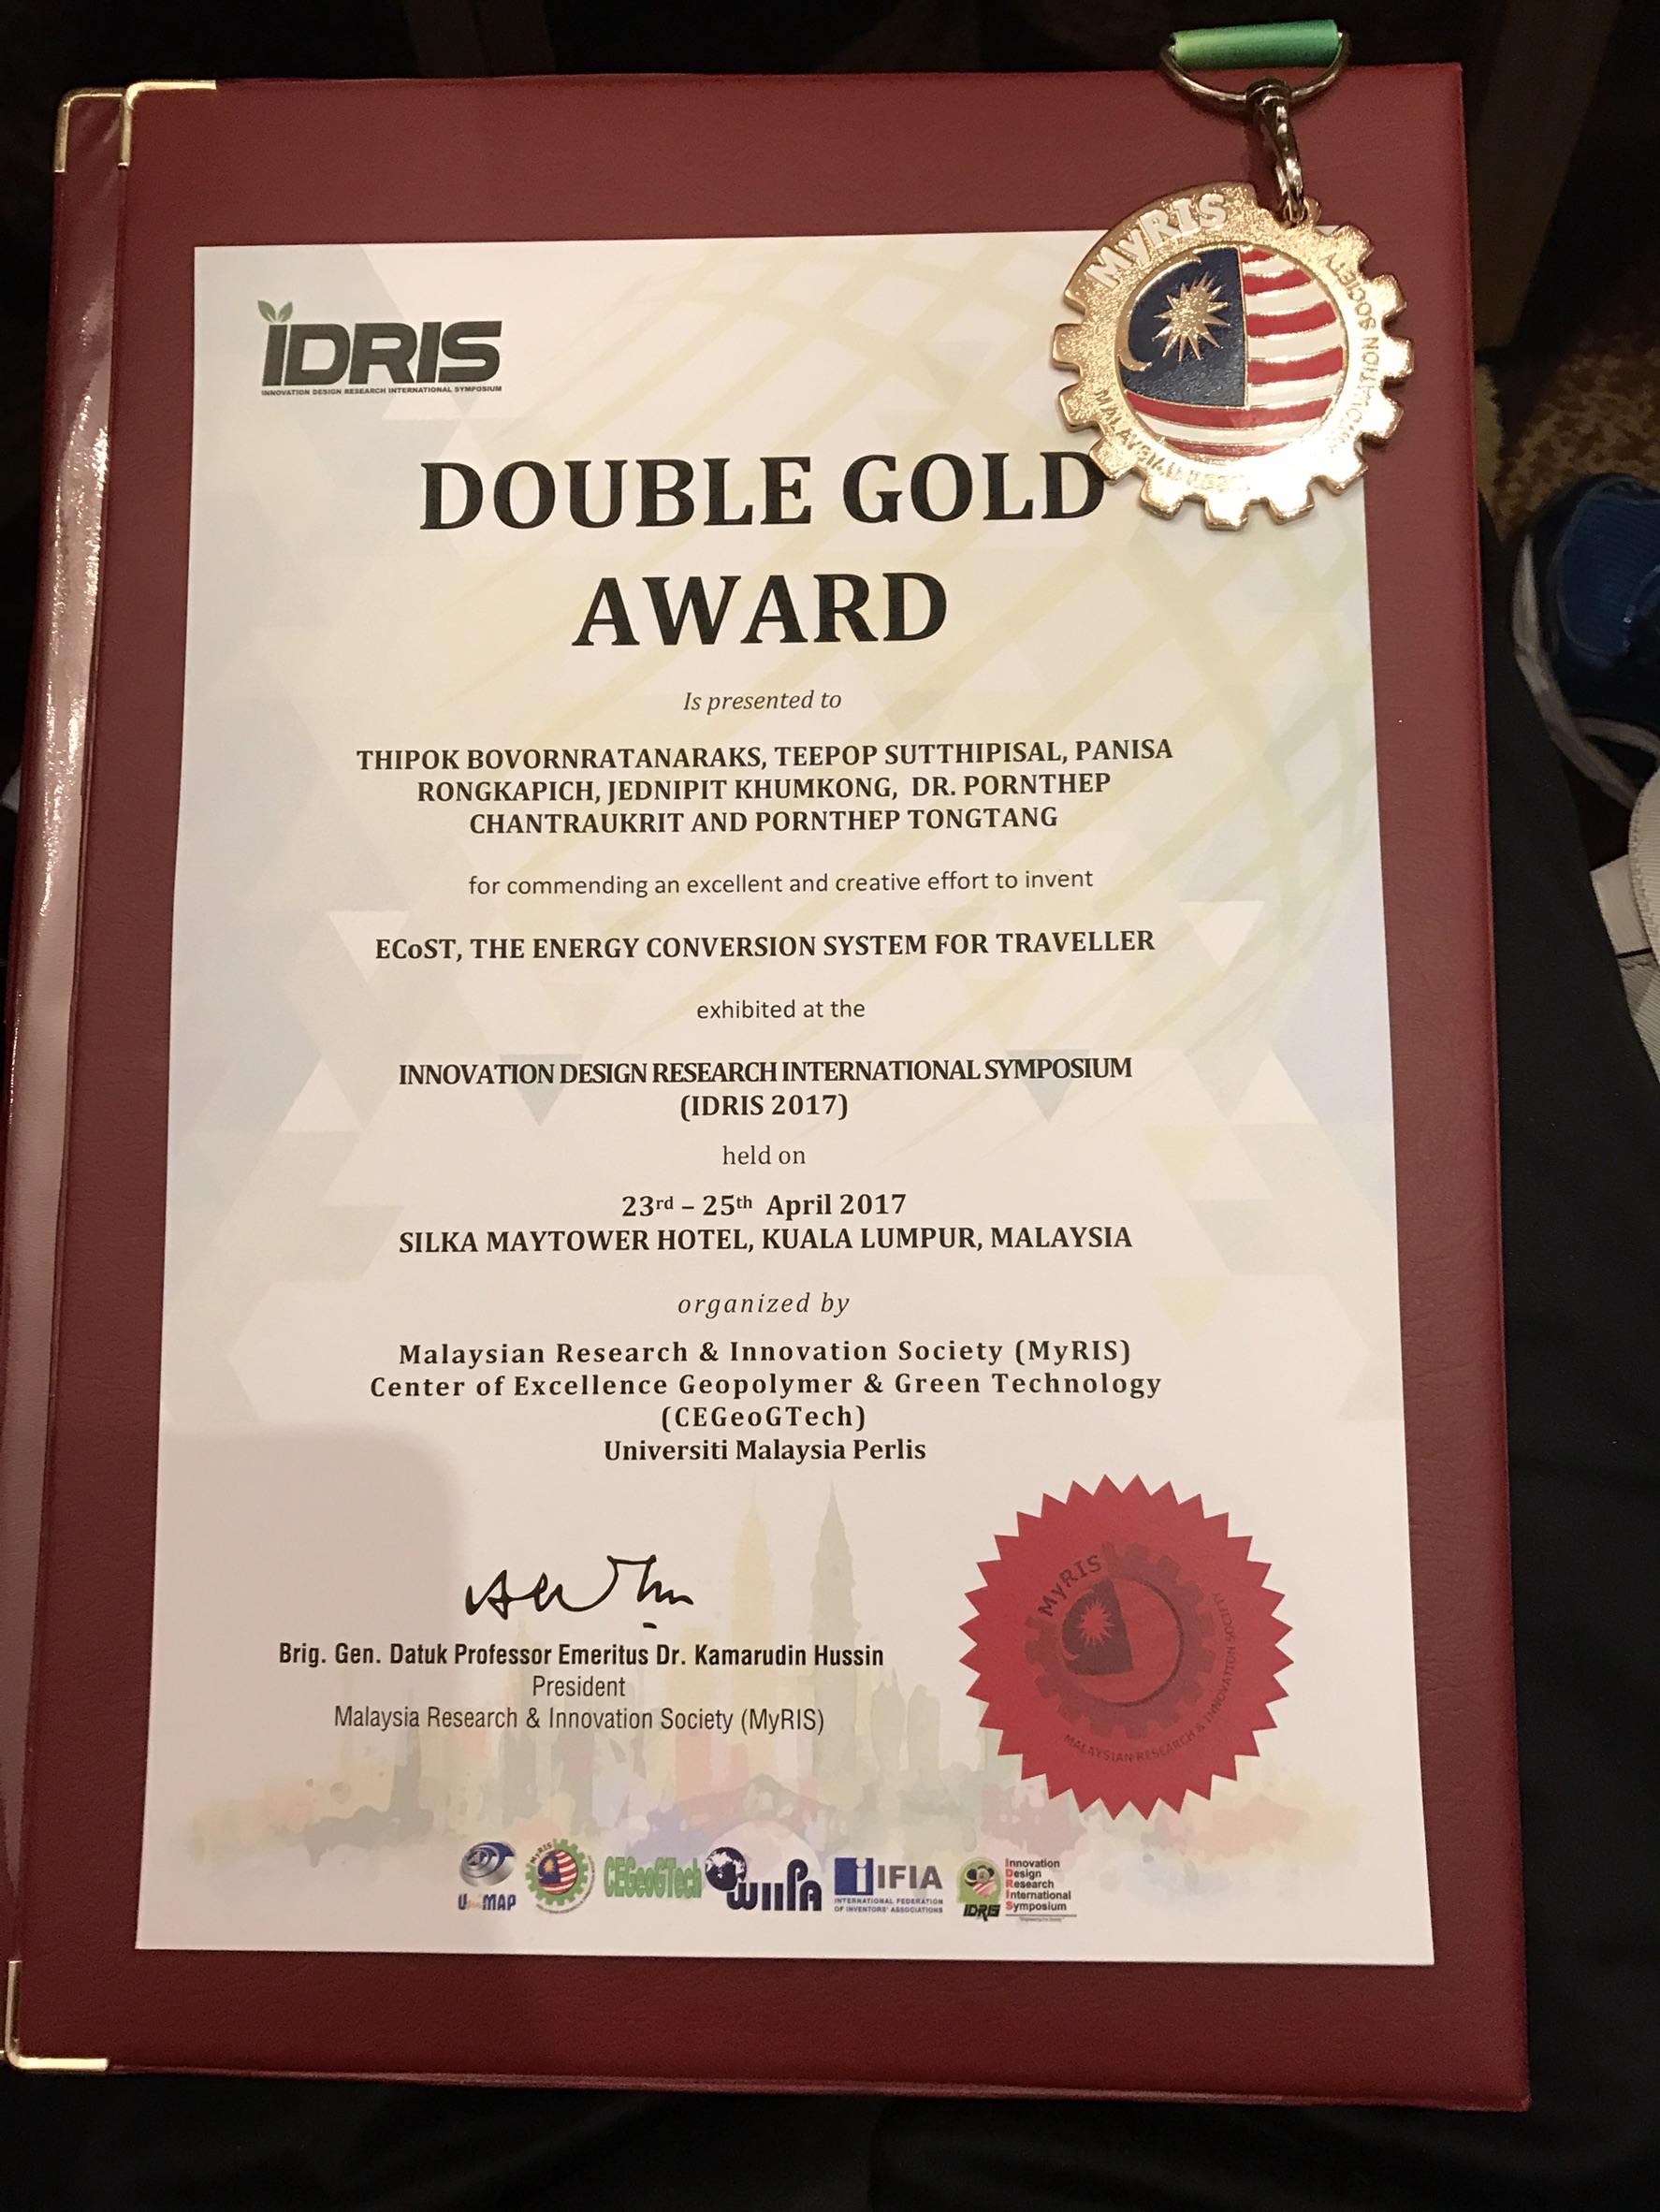 MyRIS
MALAYSIAN
INNOVATION SOCIETY
IDRIS
INNOVATION DESIGN RESEARCH INTERNATIONAL SYMPOSIUM
DOUBLE GOLD
AWARD
Is presented to
THIPOK BOVORNRATANARAKS, TEEPOP SUTTHIPISAL, PANISA
RONGKAPICH, JEDNIPIT KHUMKONG, DR. PORNTHEP
CHANTRAUKRIT AND PORNTHEP TONGTANG
for commending an excellent and creative effort to invent
ECoST, THE ENERGY CONVERSION SYSTEM FOR TRAVELLER
exhibited at the
INNOVATION DESIGN RESEARCH INTERNATIONAL SYMPOSIUM
(IDRIS 2017)
held on
23rd – 25th April 2017
SILKA MAYTOWER HOTEL, KUALA LUMPUR, MALAYSIA
organized by
Malaysian Research & Innovation Society (MyRIS)
Center of Excellence Geopolymer & Green Technology
(CEGeoGTech)
Universiti Malaysia Perlis
Brig. Gen. Datuk Professor Emeritus Dr. Kamarudin Hussin
President
Malaysia Research & Innovation Society (MyRIS)
MyRIS
MALAYSIAN RESEARCH & INNOVATION SOCIETY
UniMAP
MyRIS
CEGeoGTech
WIIPA
IFIA
INTERNATIONAL FEDERATION
OF INVENTORS' ASSOCIATIONS
IDRIS
Innovation
Design
Research
International
Symposium